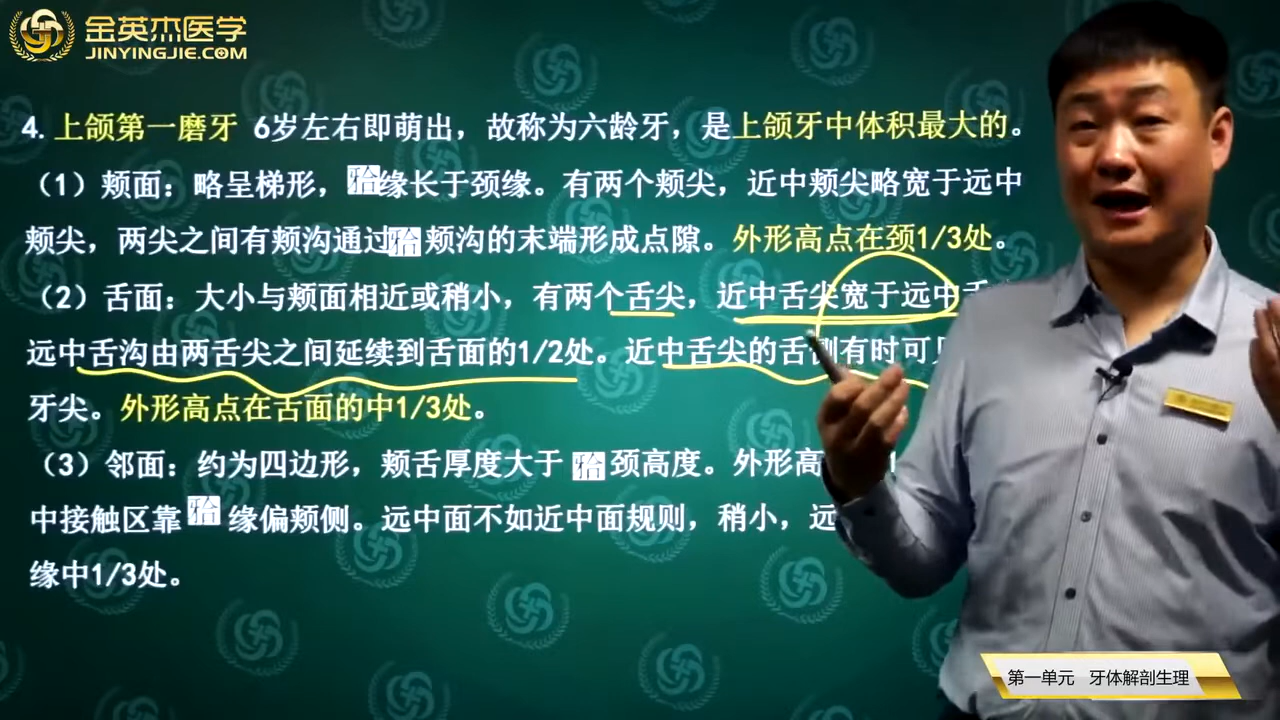 金英杰医学
JINYINGJIE.COM
4. 上颌第一磨牙 6岁左右即萌出，故称为六龄牙，是上颌牙中体积最大的。
（1）颊面：略呈梯形，𬌗缘长于颈缘。有两个颊尖，近中颊尖略宽于远中
颊尖，两尖之间有颊沟通过𬌗 颊沟的末端形成点隙。外形高点在颈1/3处。
（2）舌面：大小与颊面相近或稍小，有两个舌尖，近中舌尖宽于远中
远中舌沟由两舌尖之间延续到舌面的1/2处。近中舌尖的舌侧有时可
牙尖。外形高点在舌面的中1/3处。
（3）邻面：约为四边形，颊舌厚度大于 𬌗 颈高度。外形高
中接触区靠 𬌗 缘偏颊侧。远中面不如近中面规则，稍小，远
缘中1/3处。
第一单元 牙体解剖生理